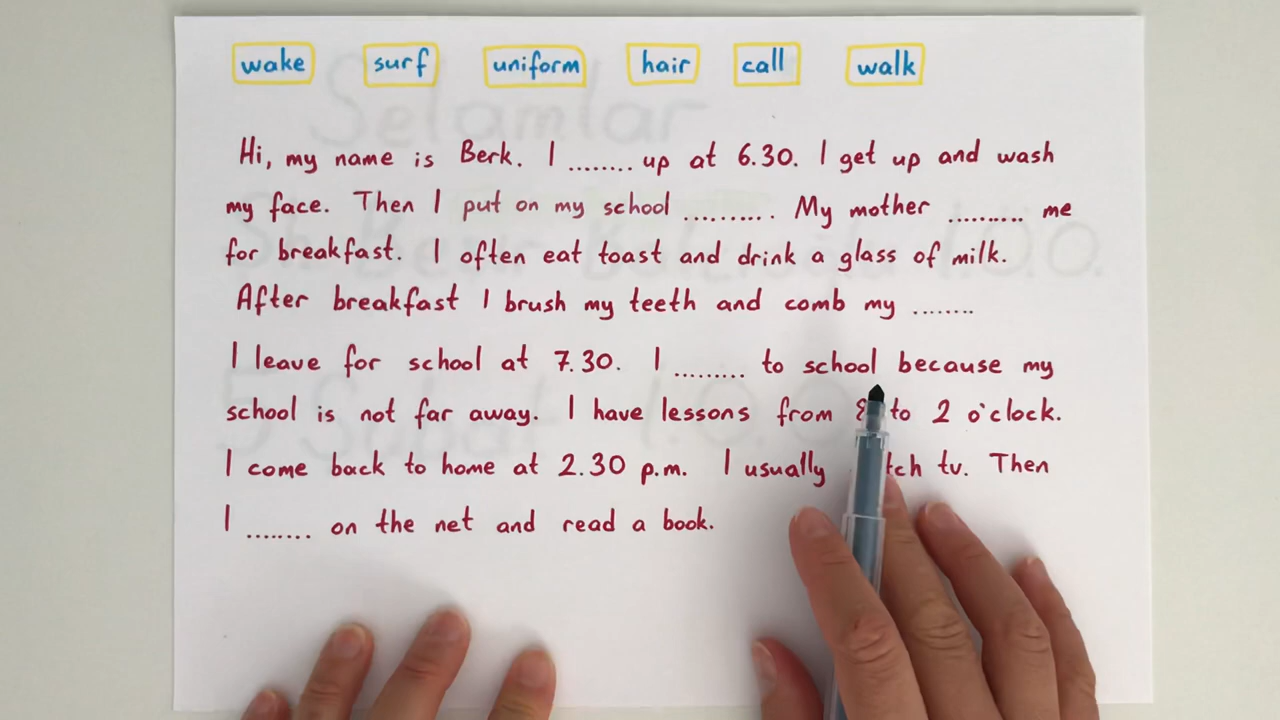 wake surf uniform hair call walk
Hi, my name is Berk. I ........ up at 6.30. I get up and wash
my face. Then I put on my school .......... My mother ......... me
for breakfast. I often eat toast and drink a glass of milk.
After breakfast I brush my teeth and comb my ........
I leave for school at 7.30. I ......... to school because my
school is not far away. I have lessons from to 2 o'clock.
I come back to home at 2.30 p.m. I usually tv. Then
I ........ on the net and read a book.